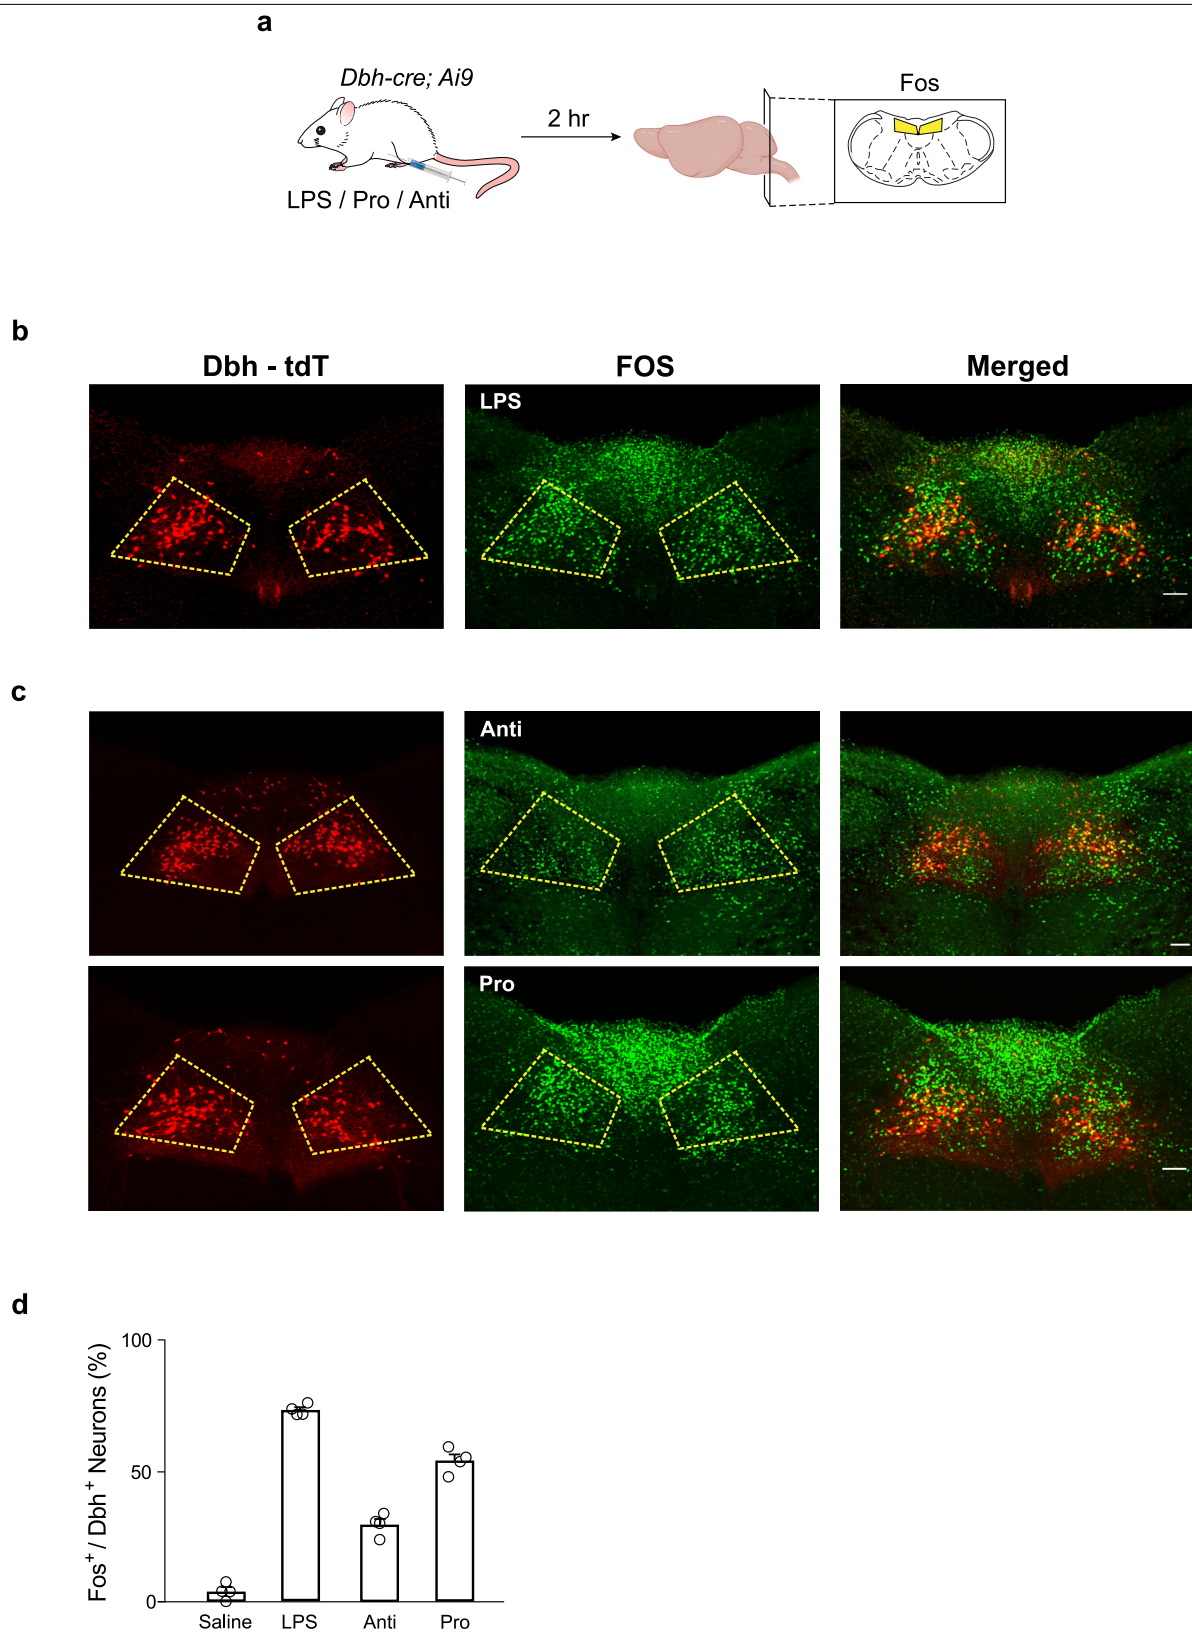 a
Dbh-cre; Ai9
2 hr
Fos
LPS / Pro / Anti
b
Dbh - tdT
FOS
Merged
LPS
c
Anti
Pro
d
Fos⁺ / Dbh⁺ Neurons (%)
100
50
0
Saline
LPS
Anti
Pro